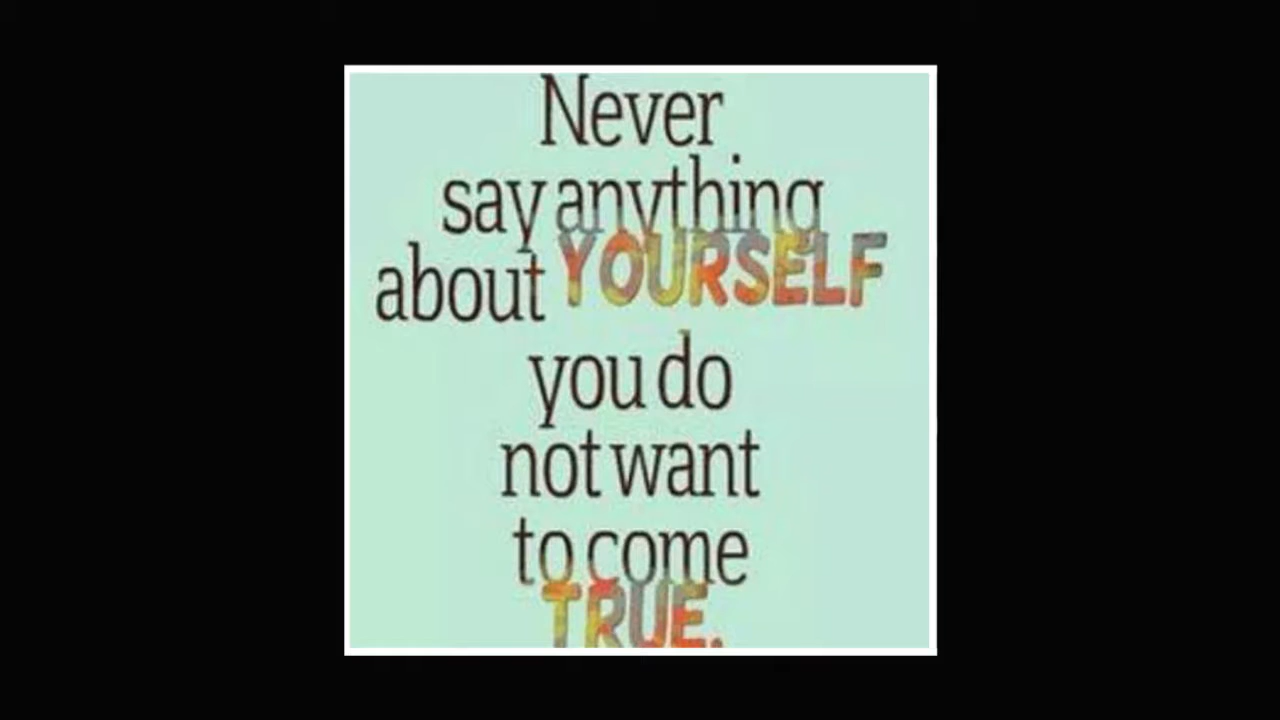 Never
say anything
about YOURSELF
you do
not want
to come
TRUE.